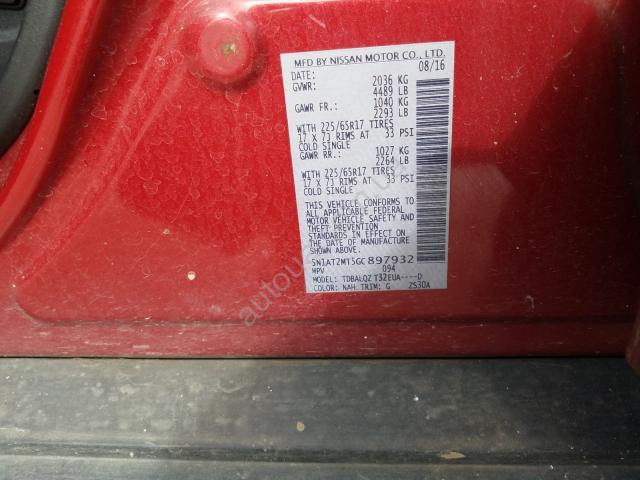 MFD BY NISSAN MOTOR CO., LTD.
DATE: 08/16
GVWR: 2036 KG
4489 LB
GAWR FR.: 1040 KG
2293 LB
WITH 225/65R17 TIRES
17 X 7J RIMS AT 33 PSI
COLD SINGLE
GAWR RR.: 1027 KG
2264 LB
WITH 225/65R17 TIRES
17 X 7J RIMS AT 33 PSI
COLD SINGLE
THIS VEHICLE CONFORMS TO
ALL APPLICABLE FEDERAL
MOTOR VEHICLE SAFETY AND
THEFT PREVENTION
STANDARDS IN EFFECT ON
THE DATE OF MANUFACTURE
SHOWN ABOVE.
5N1AT2MT5GC897932
MPV 094
MODEL: TDBALQZ T32EUA----D
COLOR: NAH TRIM: G ZS30A